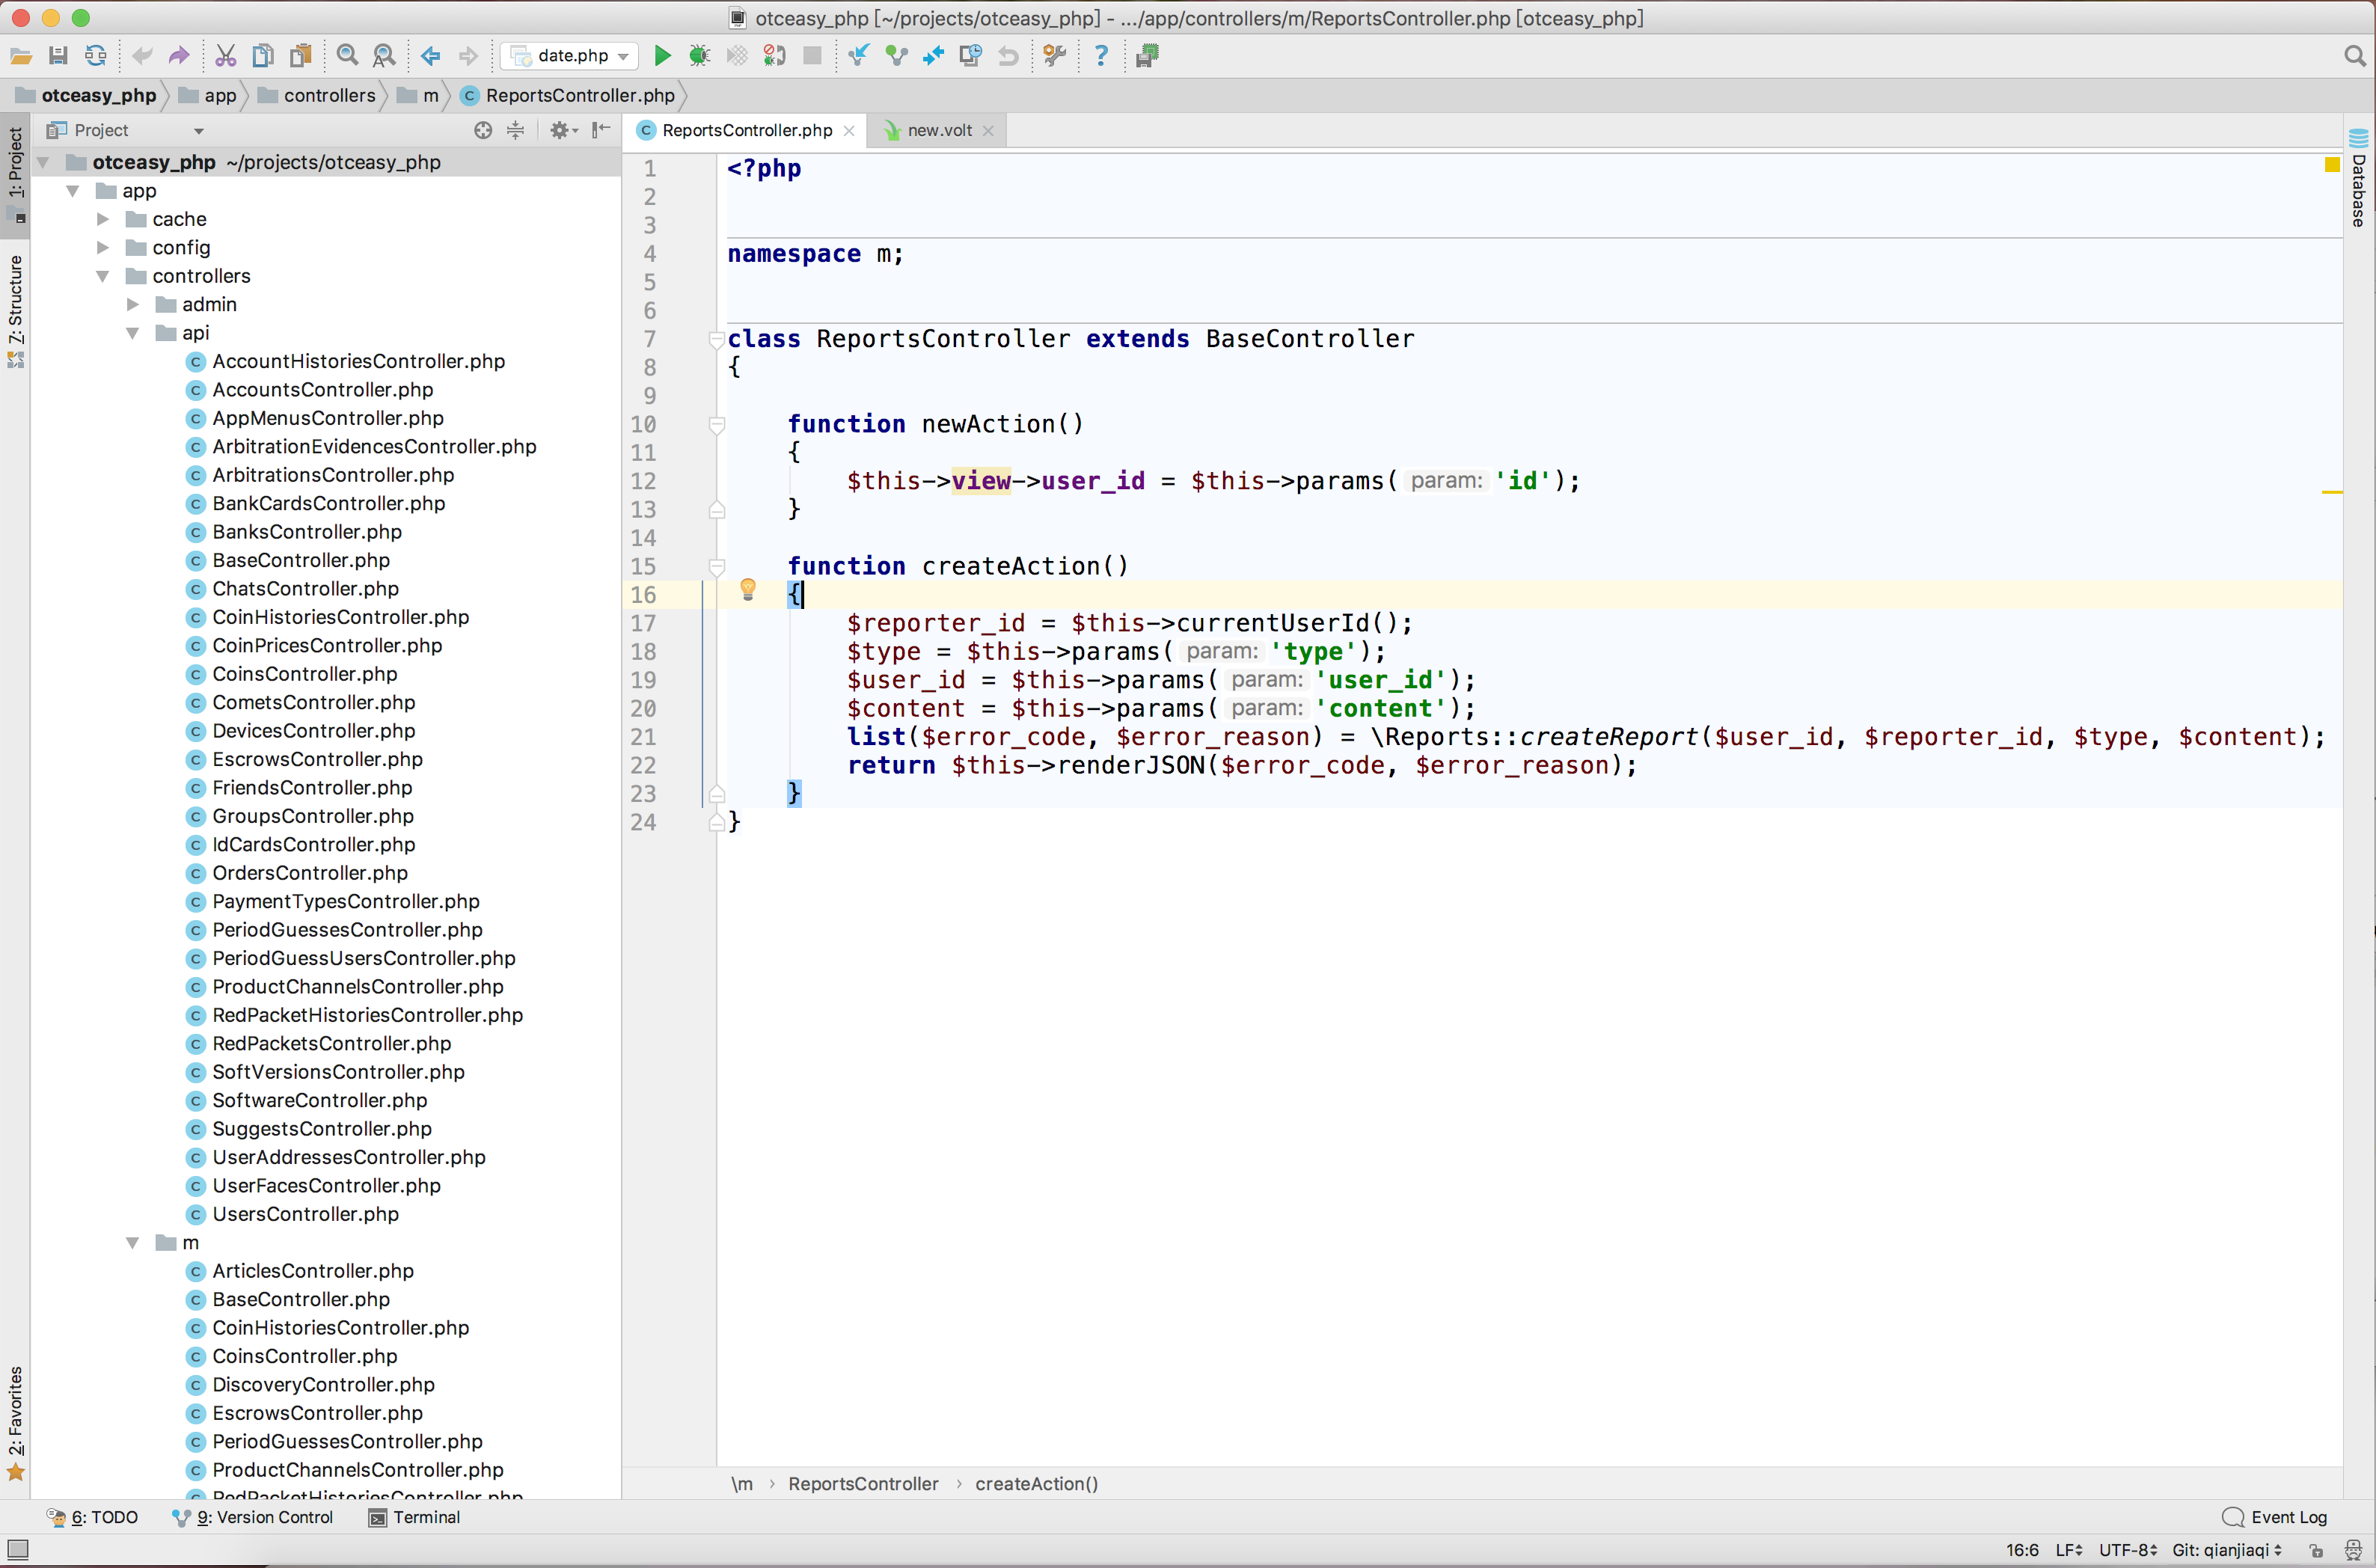 otceasy_php [~/projects/otceasy_php] - .../app/controllers/m/ReportsController.php [otceasy_php]
date.php
otceasy_php app controllers m ReportsController.php
1: Project
7: Structure
2: Favorites
Project
otceasy_php ~/projects/otceasy_php
app
cache
config
controllers
admin
api
AccountHistoriesController.php
AccountsController.php
AppMenusController.php
ArbitrationEvidencesController.php
ArbitrationsController.php
BankCardsController.php
BanksController.php
BaseController.php
ChatsController.php
CoinHistoriesController.php
CoinPricesController.php
CoinsController.php
CometsController.php
DevicesController.php
EscrowsController.php
FriendsController.php
GroupsController.php
IdCardsController.php
OrdersController.php
PaymentTypesController.php
PeriodGuessesController.php
PeriodGuessUsersController.php
ProductChannelsController.php
RedPacketHistoriesController.php
RedPacketsController.php
SoftVersionsController.php
SoftwareController.php
SuggestsController.php
UserAddressesController.php
UserFacesController.php
UsersController.php
m
ArticlesController.php
BaseController.php
CoinHistoriesController.php
CoinsController.php
DiscoveryController.php
EscrowsController.php
PeriodGuessesController.php
ProductChannelsController.php
RedPacketHistoriesController.php
ReportsController.php new.volt
1 <?php
2
3
4 namespace m;
5
6
7 class ReportsController extends BaseController
8 {
9
10 function newAction()
11 {
12 $this->view->user_id = $this->params( param: 'id');
13 }
14
15 function createAction()
16 {
17 $reporter_id = $this->currentUserId();
18 $type = $this->params( param: 'type');
19 $user_id = $this->params( param: 'user_id');
20 $content = $this->params( param: 'content');
21 list($error_code, $error_reason) = \Reports::createReport($user_id, $reporter_id, $type, $content);
22 return $this->renderJSON($error_code, $error_reason);
23 }
24 }
\m › ReportsController › createAction()
Database
6: TODO 9: Version Control Terminal Event Log
16:6 LF UTF-8 Git: qianjiaqi